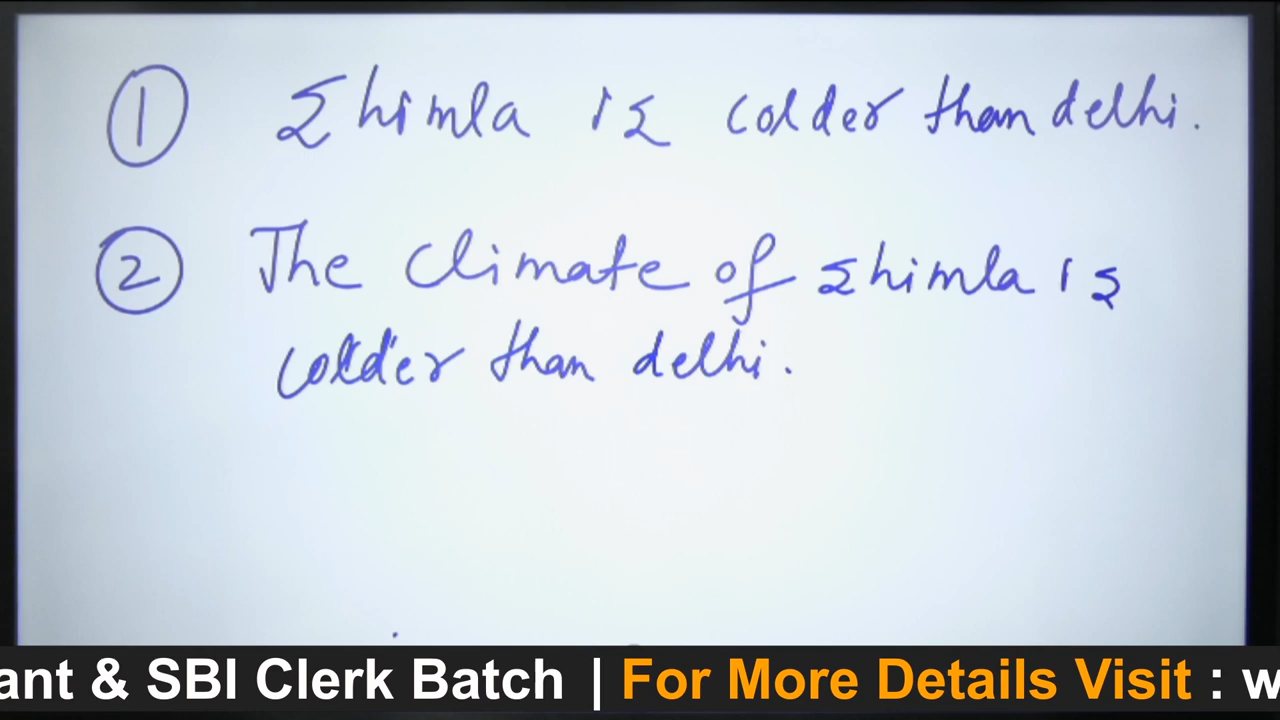 1 Shimla is colder than delhi.
2 The Climate of Shimla is
colder than delhi.
ant & SBI Clerk Batch | For More Details Visit : w